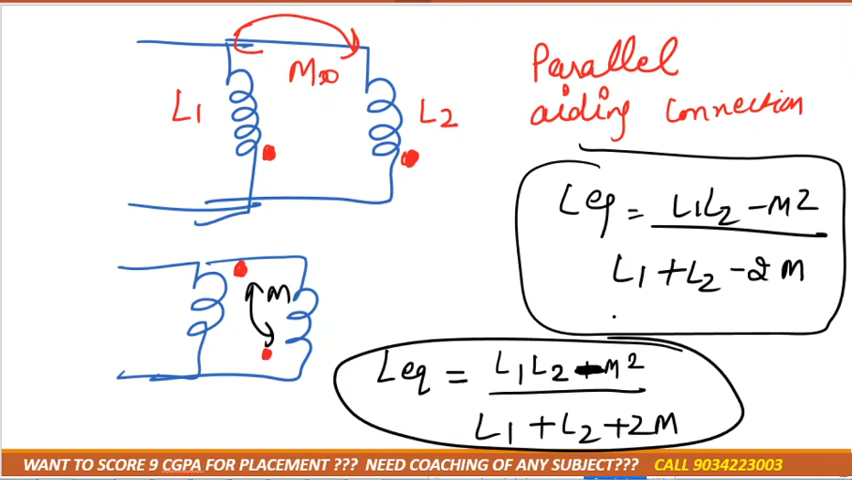 Parallel
aiding connection
L1
M
L2
Leq = L1L2 - M2
L1 + L2 - 2M
M
Leq = L1L2 - M2
L1 + L2 + 2M
WANT TO SCORE 9 CGPA FOR PLACEMENT ??? NEED COACHING OF ANY SUBJECT??? CALL 9034223003